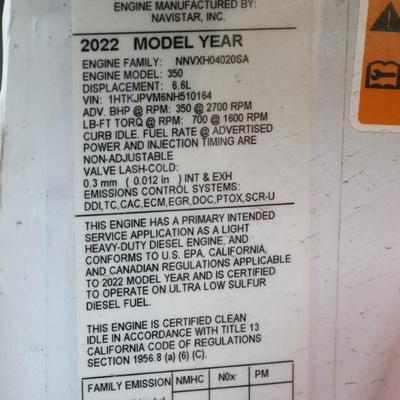 ENGINE MANUFACTURED BY:
NAVISTAR, INC.
2022 MODEL YEAR
ENGINE FAMILY: NNVXH04020SA
ENGINE MODEL: 350
DISPLACEMENT: 6.6L
VIN: 1HTKJPVM6NH510164
ADV. BHP @ RPM: 350 @ 2700 RPM
LB-FT TORQ @ RPM: 700 @ 1600 RPM
CURB IDLE. FUEL RATE @ ADVERTISED
POWER AND INJECTION TIMING ARE
NON-ADJUSTABLE
VALVE LASH-COLD:
0.3 mm ( 0.012 in ) INT & EXH
EMISSIONS CONTROL SYSTEMS:
DDI,TC,CAC,ECM,EGR,DOC,PTOX,SCR-U
THIS ENGINE HAS A PRIMARY INTENDED
SERVICE APPLICATION AS A LIGHT
HEAVY-DUTY DIESEL ENGINE, AND
CONFORMS TO U.S. EPA, CALIFORNIA,
AND CANADIAN REGULATIONS APPLICABLE
TO 2022 MODEL YEAR AND IS CERTIFIED
TO OPERATE ON ULTRA LOW SULFUR
DIESEL FUEL.
THIS ENGINE IS CERTIFIED CLEAN
IDLE IN ACCORDANCE WITH TITLE 13
CALIFORNIA CODE OF REGULATIONS
SECTION 1956.8 (a) (6) (C).
FAMILY EMISSION NMHC N0x PM